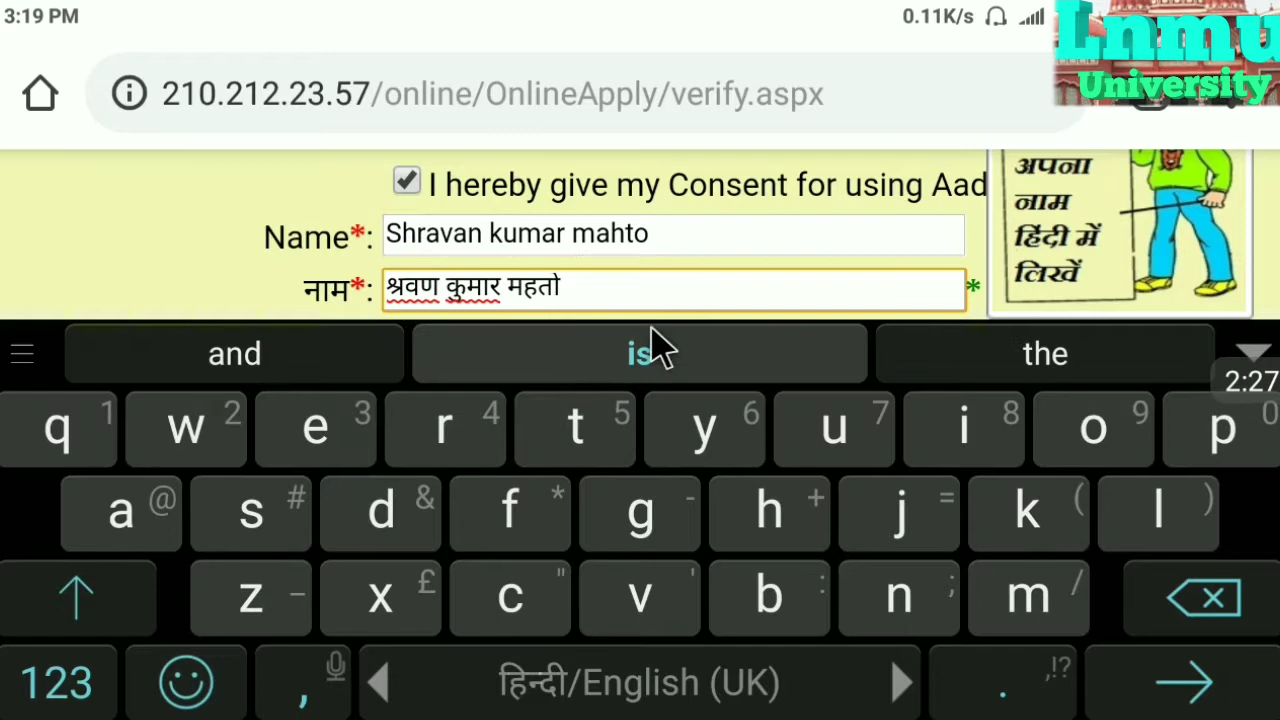 3:19 PM
0.11K/s
Lnmu
University
210.212.23.57/online/OnlineApply/verify.aspx
I hereby give my Consent for using Aad
Name*: Shravan kumar mahto
नाम*: श्रवण कुमार महतो *
अपना
नाम
हिंदी में
लिखें
and is the
2:27
q 1 w 2 e 3 r 4 t 5 y 6 u 7 i 8 o 9 p 0
a @ s # d & f * g - h + j = k ( l )
z _ x £ c " v ' b : n ; m /
123 , हिन्दी/English (UK) . ,!?